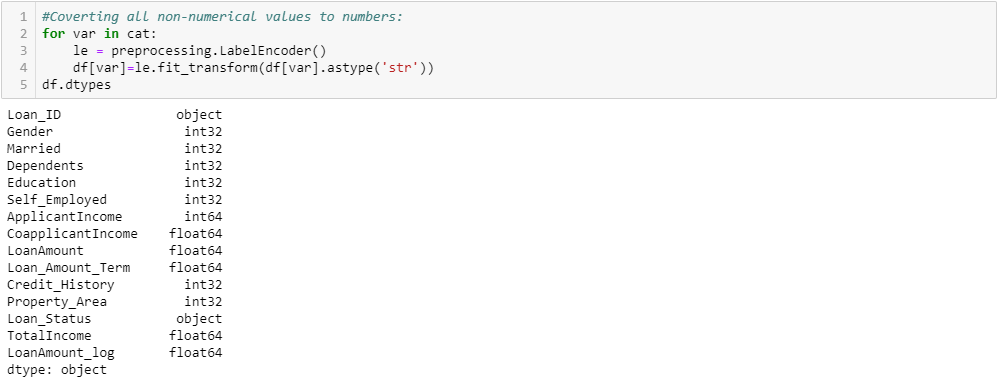 1 #Coverting all non-numerical values to numbers:
2 for var in cat:
3     le = preprocessing.LabelEncoder()
4     df[var]=le.fit_transform(df[var].astype('str'))
5 df.dtypes
Loan_ID               object
Gender                 int32
Married                int32
Dependents             int32
Education              int32
Self_Employed          int32
ApplicantIncome        int64
CoapplicantIncome    float64
LoanAmount           float64
Loan_Amount_Term     float64
Credit_History         int32
Property_Area          int32
Loan_Status           object
TotalIncome          float64
LoanAmount_log       float64
dtype: object